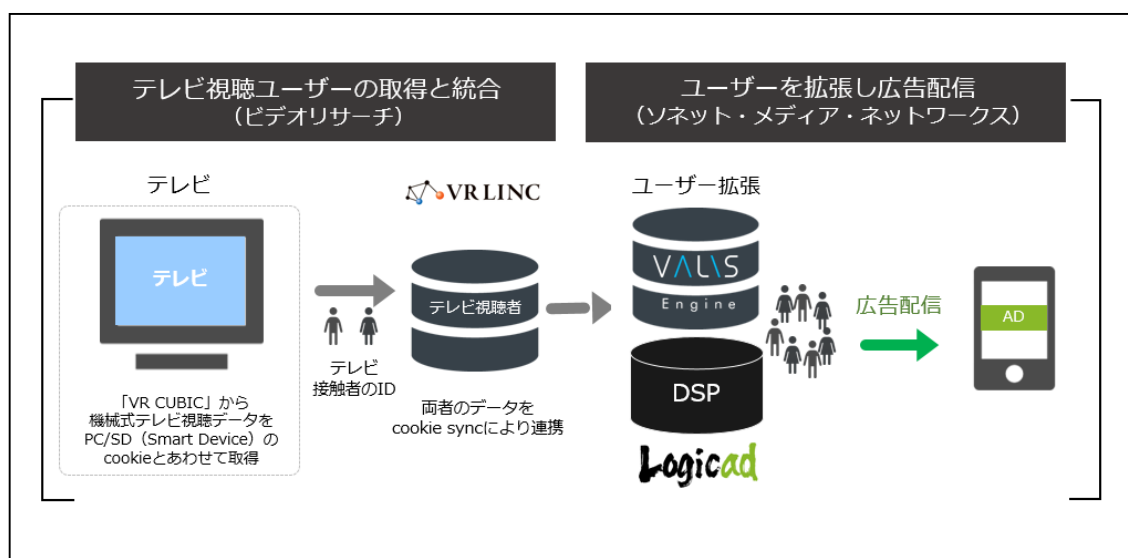 テレビ視聴ユーザーの取得と統合
（ビデオリサーチ）
ユーザーを拡張し広告配信
（ソネット・メディア・ネットワークス）
テレビ
テレビ
「VR CUBIC」から
機械式テレビ視聴データを
PC/SD（Smart Device）の
cookieとあわせて取得
テレビ
接触者のID
VR LINC
テレビ視聴者
両者のデータを
cookie syncにより連携
ユーザー拡張
VALIS
Engine
DSP
Logicad
広告配信
AD